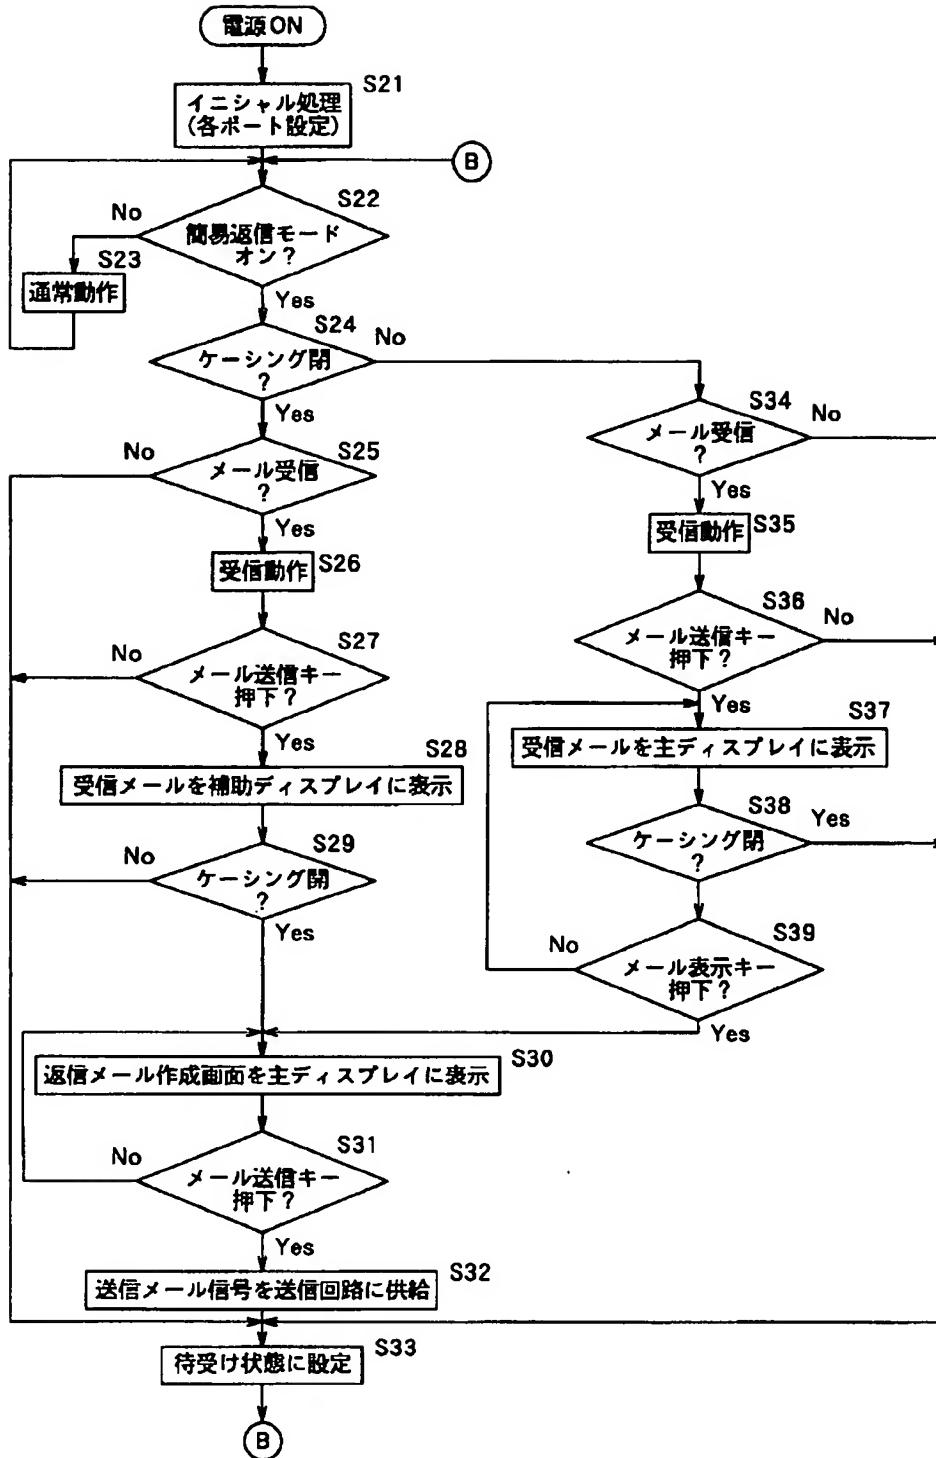 電源ON
S21
イニシャル処理
(各ポート設定)
B
S22
No
簡易返信モード
オン?
S23
通常動作
Yes
S24
No
ケーシング閉
?
Yes
S34
No
メール受信
?
Yes
S25
No
メール受信
?
Yes
S35
受信動作
S26
受信動作
S36
No
メール送信キー
押下?
Yes
S27
No
メール送信キー
押下?
Yes
S37
受信メールを主ディスプレイに表示
S28
受信メールを補助ディスプレイに表示
S38
Yes
ケーシング閉
?
S29
No
ケーシング開
?
Yes
S39
No
メール表示キー
押下?
Yes
S30
返信メール作成画面を主ディスプレイに表示
S31
No
メール送信キー
押下?
Yes
S32
送信メール信号を送信回路に供給
S33
待受け状態に設定
B